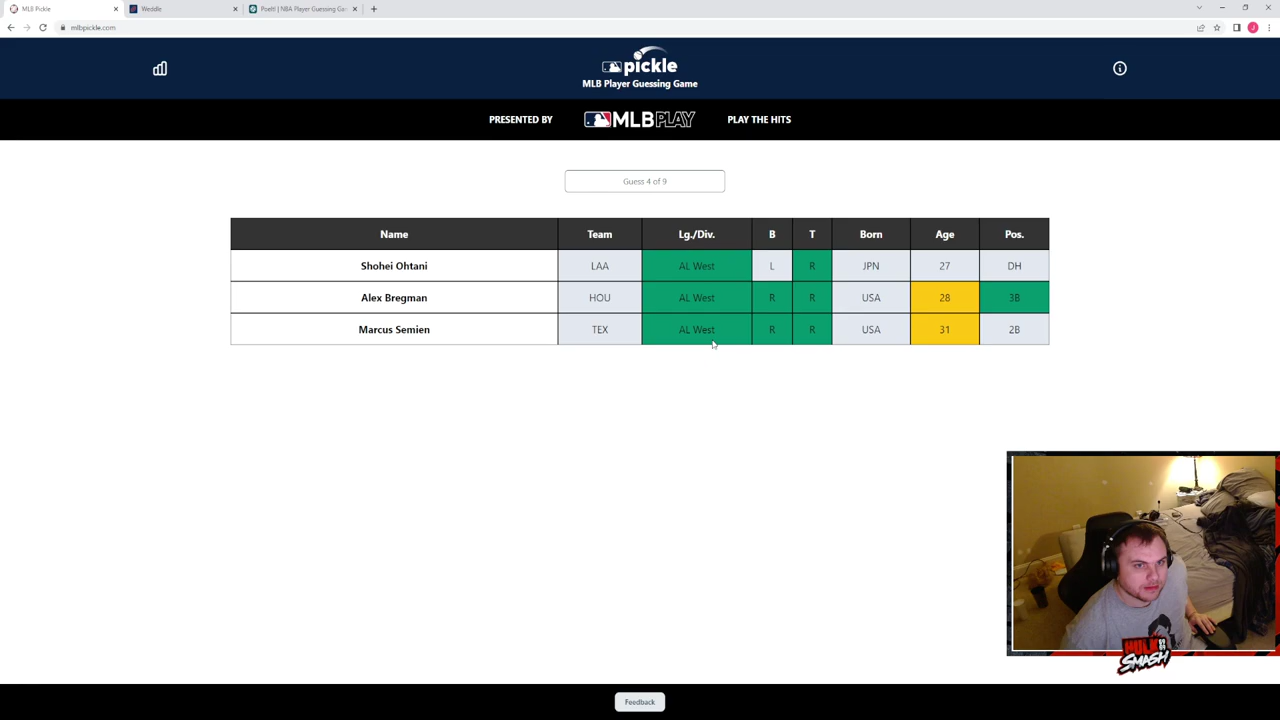 MLB Pickle
Weddle
Poeltl | NBA Player Guessing Ga
mlbpickle.com
J
pickle
MLB Player Guessing Game
PRESENTED BY MLB PLAY PLAY THE HITS
Guess 4 of 9
Name Team Lg./Div. B T Born Age Pos.
Shohei Ohtani LAA AL West L R JPN 27 DH
Alex Bregman HOU AL West R R USA 28 3B
Marcus Semien TEX AL West R R USA 31 2B
HULK
SMASH
Feedback